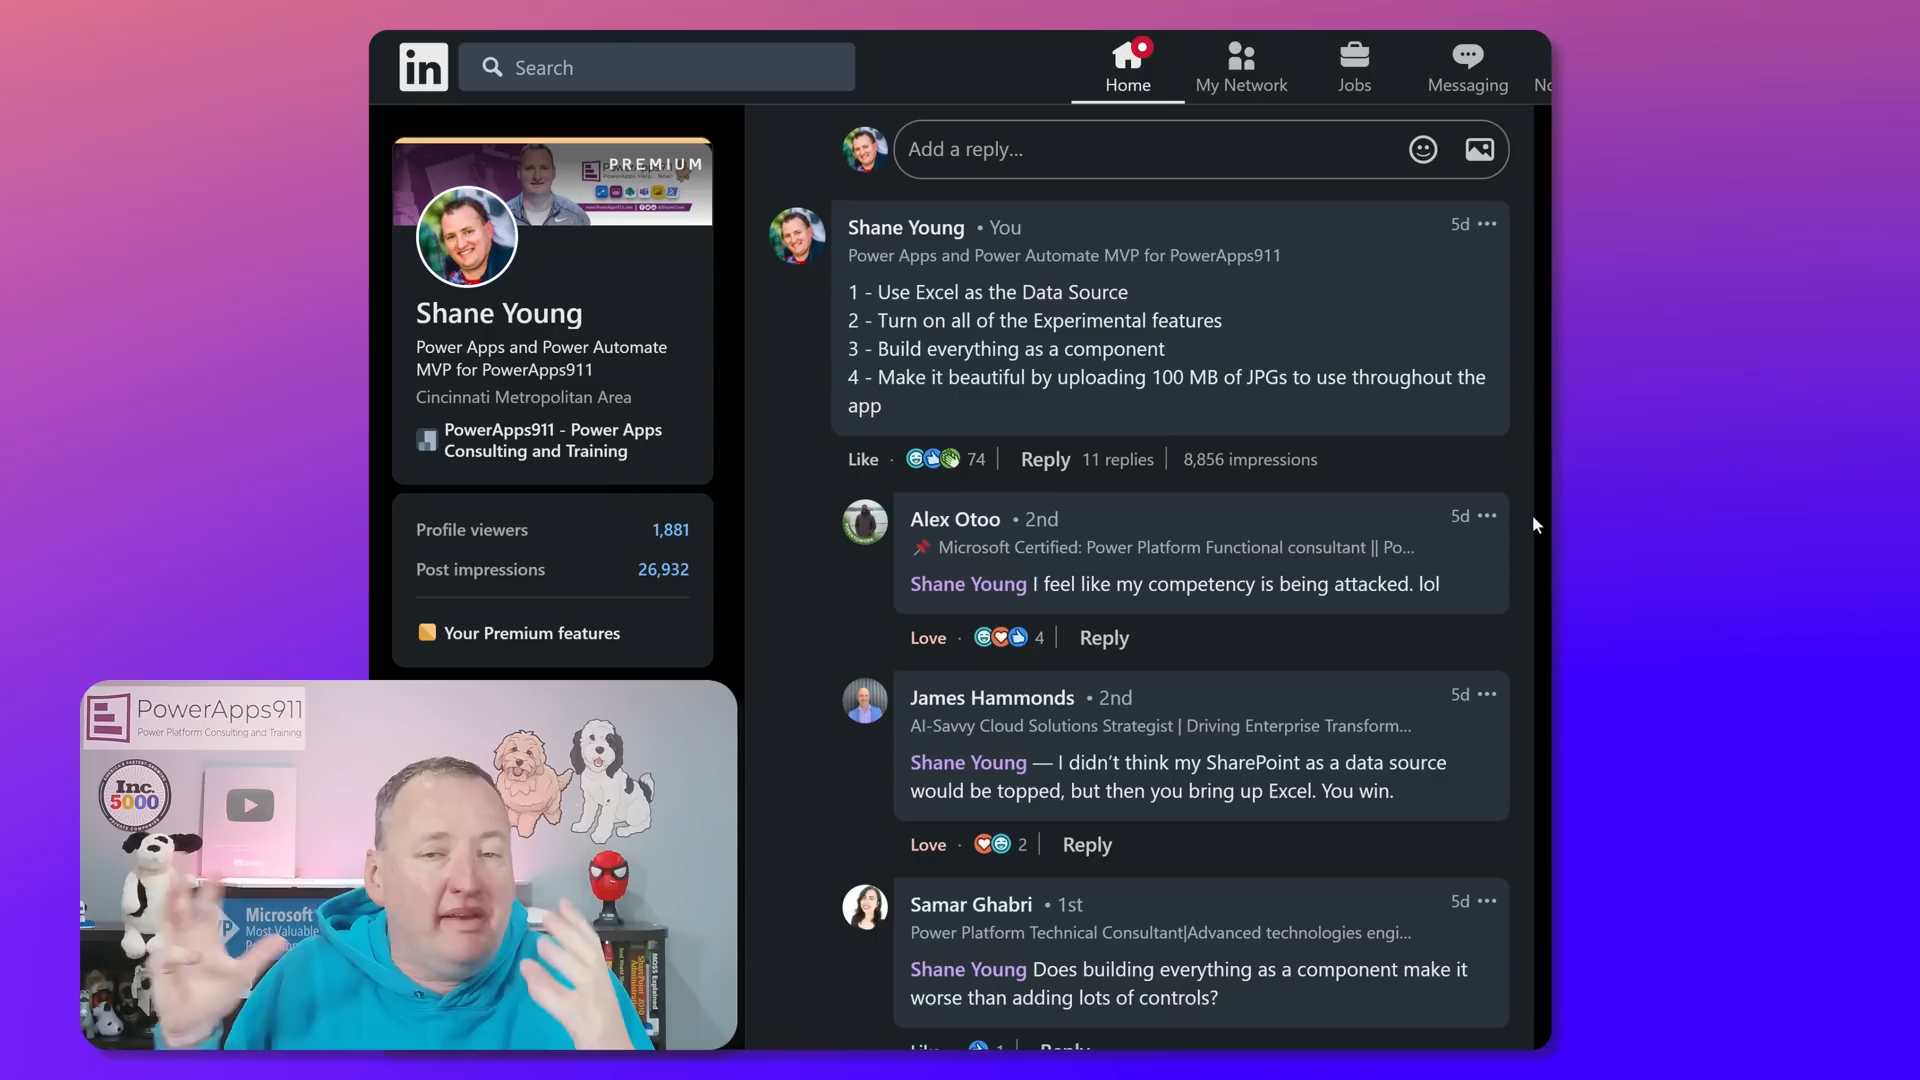 in
Search
Home
My Network
Jobs
Messaging
No
PREMIUM
Shane Young
Power Apps and Power Automate
MVP for PowerApps911
Cincinnati Metropolitan Area
PowerApps911 - Power Apps
Consulting and Training
Profile viewers 1,881
Post impressions 26,932
Your Premium features
Add a reply...
Shane Young • You 5d
Power Apps and Power Automate MVP for PowerApps911
1 - Use Excel as the Data Source
2 - Turn on all of the Experimental features
3 - Build everything as a component
4 - Make it beautiful by uploading 100 MB of JPGs to use throughout the
app
Like · 74 | Reply 11 replies | 8,856 impressions
Alex Otoo • 2nd 5d
Microsoft Certified: Power Platform Functional consultant || Po...
Shane Young I feel like my competency is being attacked. lol
Love · 4 | Reply
James Hammonds • 2nd 5d
AI-Savvy Cloud Solutions Strategist | Driving Enterprise Transform...
Shane Young — I didn’t think my SharePoint as a data source
would be topped, but then you bring up Excel. You win.
Love · 2 | Reply
Samar Ghabri • 1st 5d
Power Platform Technical Consultant|Advanced technologies engi...
Shane Young Does building everything as a component make it
worse than adding lots of controls?
Like · 1 | Reply
PowerApps911
Power Platform Consulting and Training
Inc.
5000
Microsoft
Most Valuable
MOSS Explained